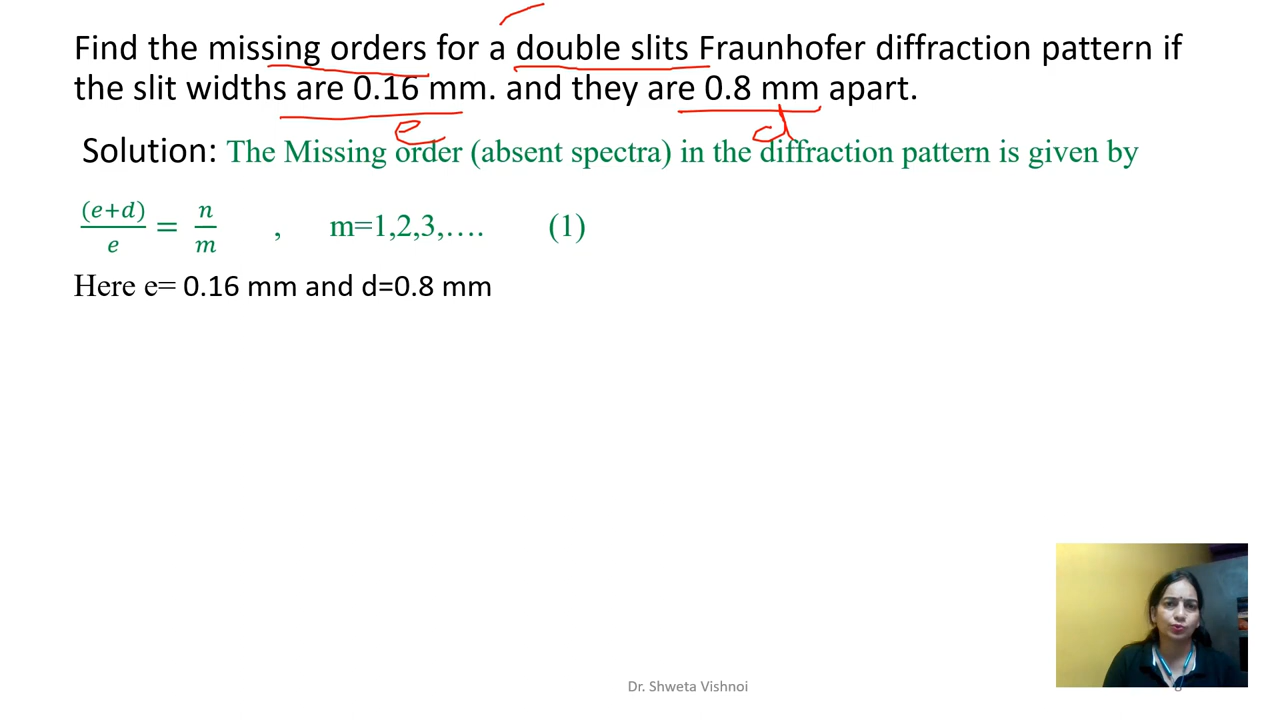 Find the missing orders for a double slits Fraunhofer diffraction pattern if
the slit widths are 0.16 mm. and they are 0.8 mm apart.
e d
Solution: The Missing order (absent spectra) in the diffraction pattern is given by
(e+d)/e = n/m , m=1,2,3,…. (1)
Here e= 0.16 mm and d=0.8 mm
Dr. Shweta Vishnoi